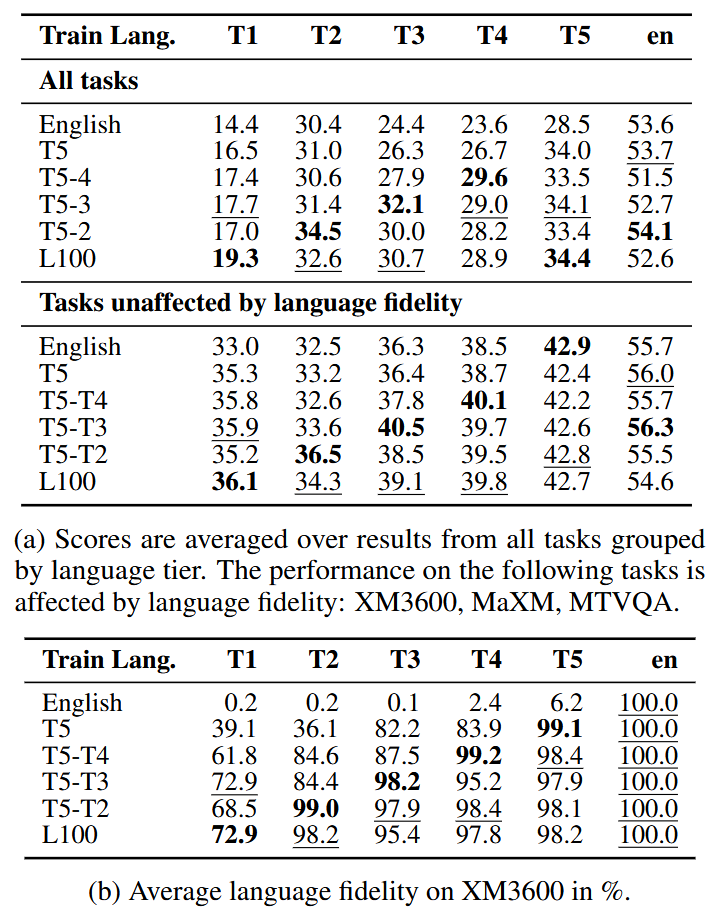 Train Lang. T1 T2 T3 T4 T5 en
All tasks
English 14.4 30.4 24.4 23.6 28.5 53.6
T5 16.5 31.0 26.3 26.7 34.0 53.7
T5-4 17.4 30.6 27.9 29.6 33.5 51.5
T5-3 17.7 31.4 32.1 29.0 34.1 52.7
T5-2 17.0 34.5 30.0 28.2 33.4 54.1
L100 19.3 32.6 30.7 28.9 34.4 52.6
Tasks unaffected by language fidelity
English 33.0 32.5 36.3 38.5 42.9 55.7
T5 35.3 33.2 36.4 38.7 42.4 56.0
T5-T4 35.8 32.6 37.8 40.1 42.2 55.7
T5-T3 35.9 33.6 40.5 39.7 42.6 56.3
T5-T2 35.2 36.5 38.5 39.5 42.8 55.5
L100 36.1 34.3 39.1 39.8 42.7 54.6
(a) Scores are averaged over results from all tasks grouped
by language tier. The performance on the following tasks is
affected by language fidelity: XM3600, MaXM, MTVQA.
Train Lang. T1 T2 T3 T4 T5 en
English 0.2 0.2 0.1 2.4 6.2 100.0
T5 39.1 36.1 82.2 83.9 99.1 100.0
T5-T4 61.8 84.6 87.5 99.2 98.4 100.0
T5-T3 72.9 84.4 98.2 95.2 97.9 100.0
T5-T2 68.5 99.0 97.9 98.4 98.1 100.0
L100 72.9 98.2 95.4 97.8 98.2 100.0
(b) Average language fidelity on XM3600 in %.